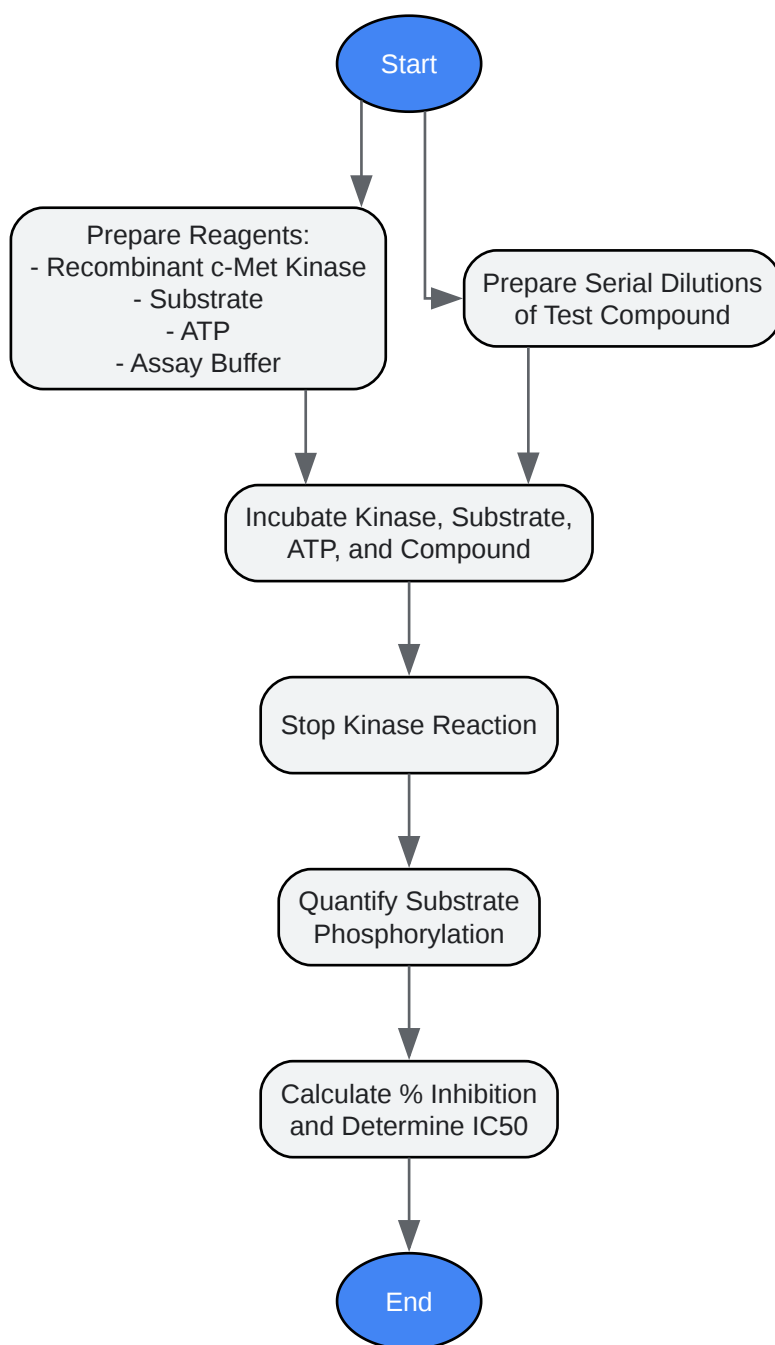 Start
Prepare Reagents:
- Recombinant c-Met Kinase
- Substrate
- ATP
- Assay Buffer
Prepare Serial Dilutions
of Test Compound
Incubate Kinase, Substrate,
ATP, and Compound
Stop Kinase Reaction
Quantify Substrate
Phosphorylation
Calculate % Inhibition
and Determine IC50
End